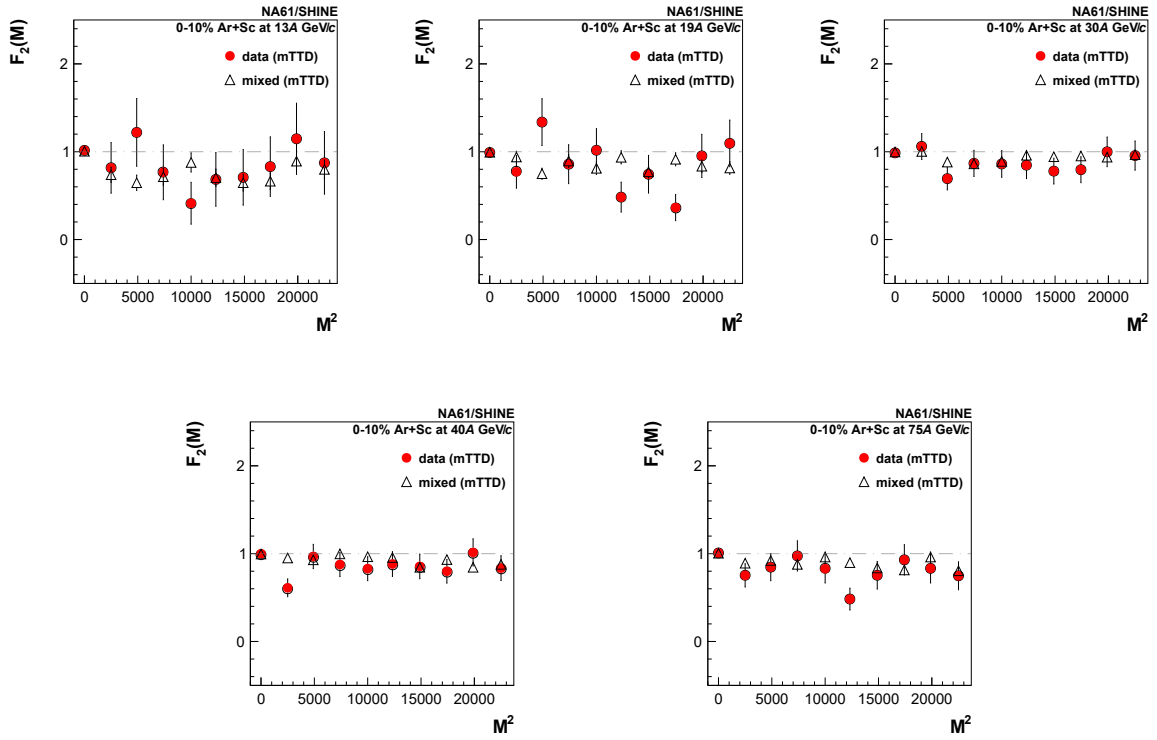 NA61/SHINE
0-10% Ar+Sc at 13A GeV/c
F2(M)
data (mTTD)
mixed (mTTD)
2
1
0
0 5000 10000 15000 20000
M²
NA61/SHINE
0-10% Ar+Sc at 19A GeV/c
F2(M)
data (mTTD)
mixed (mTTD)
2
1
0
0 5000 10000 15000 20000
M²
NA61/SHINE
0-10% Ar+Sc at 30A GeV/c
F2(M)
data (mTTD)
mixed (mTTD)
2
1
0
0 5000 10000 15000 20000
M²
NA61/SHINE
0-10% Ar+Sc at 40A GeV/c
F2(M)
data (mTTD)
mixed (mTTD)
2
1
0
0 5000 10000 15000 20000
M²
NA61/SHINE
0-10% Ar+Sc at 75A GeV/c
F2(M)
data (mTTD)
mixed (mTTD)
2
1
0
0 5000 10000 15000 20000
M²